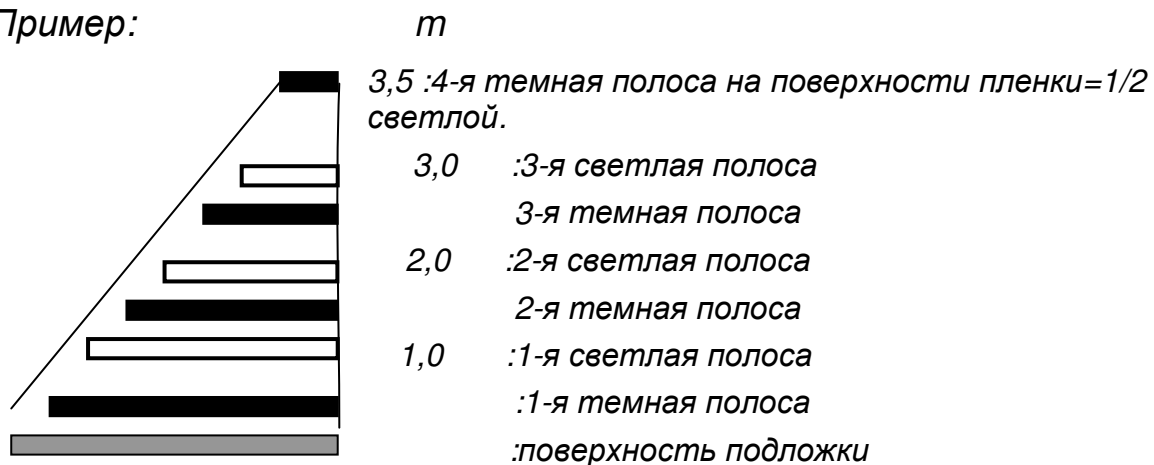 Пример: m
3,5 :4-я темная полоса на поверхности пленки=1/2
светлой.
3,0 :3-я светлая полоса
3-я темная полоса
2,0 :2-я светлая полоса
2-я темная полоса
1,0 :1-я светлая полоса
:1-я темная полоса
:поверхность подложки